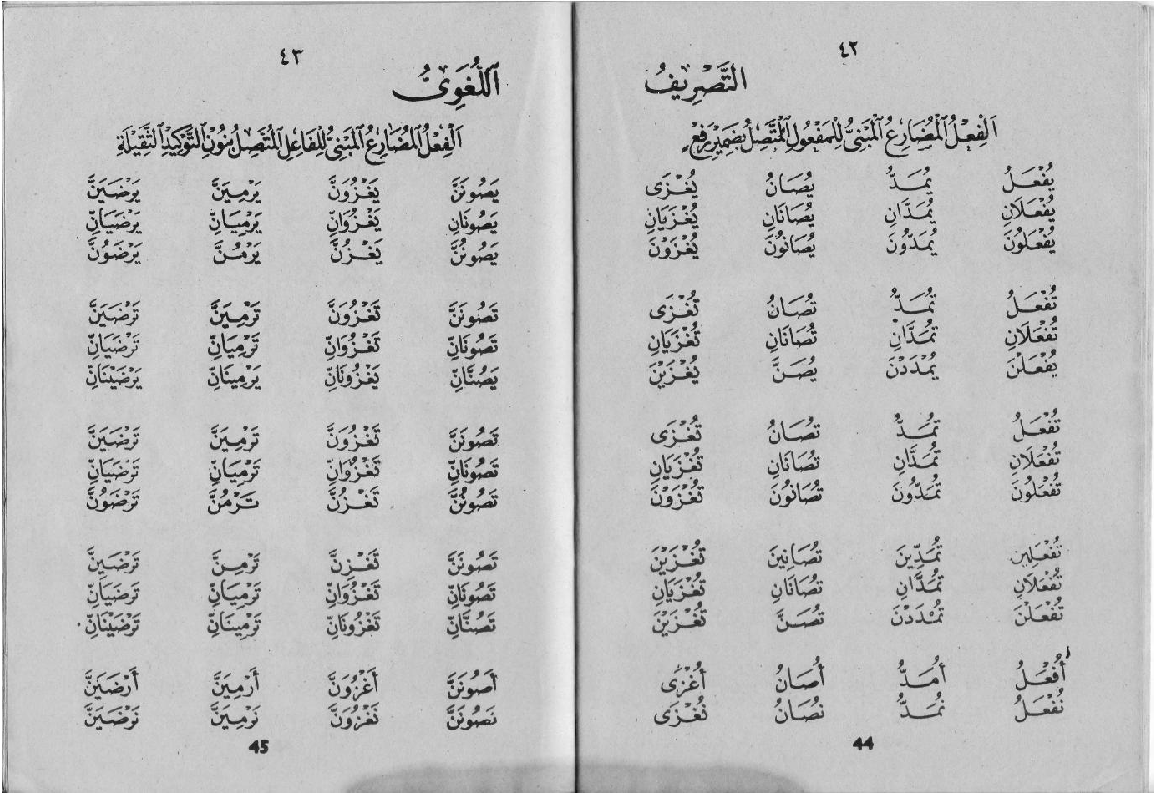 ٤٢
اَلتَّصْرِيفُ
اَلْفِعْلُ الْمُضَارِعُ الْمَبْنِيُّ لِلْمَفْعُولِ الْمُتَّصِلُ بِضَمِيرِ رَفْعٍ
يُفْعَلُ يُمَدُّ يُصَانُ يُغْزَى
يُفْعَلَانِ يُمَدَّانِ يُصَانَانِ يُغْزَيَانِ
يُفْعَلُونَ يُمَدُّونَ يُصَانُونَ يُغْزَوْنَ
تُفْعَلُ تُمَدُّ تُصَانُ تُغْزَى
تُفْعَلَانِ تُمَدَّانِ تُصَانَانِ تُغْزَيَانِ
يُفْعَلْنَ يُمْدَدْنَ يُصَنَّ يُغْزَيْنَ
تُفْعَلُ تُمَدُّ تُصَانُ تُغْزَى
تُفْعَلَانِ تُمَدَّانِ تُصَانَانِ تُغْزَيَانِ
تُفْعَلُونَ تُمَدُّونَ تُصَانُونَ تُغْزَوْنَ
تُفْعَلِينَ تُمَدِّينَ تُصَانِينَ تُغْزَيْنَ
تُفْعَلَانِ تُمَدَّانِ تُصَانَانِ تُغْزَيَانِ
تُفْعَلْنَ تُمْدَدْنَ تُصَنَّ تُغْزَيْنَ
أُفْعَلُ أُمَدُّ أُصَانُ أُغْزَى
نُفْعَلُ نُمَدُّ نُصَانُ نُغْزَى
44
٤٣
اَللُّغَوِيُّ
اَلْفِعْلُ الْمُضَارِعُ الْمَبْنِيُّ لِلْفَاعِلِ الْمُتَّصِلُ بِنُونِ التَّوْكِيدِ الثَّقِيلَةِ
يَصُونَنَّ يَغْزُوَنَّ يَرْمِيَنَّ يَرْضَيَنَّ
يَصُونَانِّ يَغْزُوَانِّ يَرْمِيَانِّ يَرْضَيَانِّ
يَصُونُنَّ يَغْزُنَّ يَرْمُنَّ يَرْضَوُنَّ
تَصُونَنَّ تَغْزُوَنَّ تَرْمِيَنَّ تَرْضَيَنَّ
تَصُونَانِّ تَغْزُوَانِّ تَرْمِيَانِّ تَرْضَيَانِّ
يَصُنَّانِّ يَغْزُونَانِّ يَرْمِينَانِّ يَرْضَيْنَانِّ
تَصُونَنَّ تَغْزُوَنَّ تَرْمِيَنَّ تَرْضَيَنَّ
تَصُونَانِّ تَغْزُوَانِّ تَرْمِيَانِّ تَرْضَيَانِّ
تَصُونُنَّ تَغْزُنَّ تَرْمُنَّ تَرْضَوُنَّ
تَصُونِنَّ تَغْزِنَّ تَرْمِنَّ تَرْضَيِنَّ
تَصُونَانِّ تَغْزُوَانِّ تَرْمِيَانِّ تَرْضَيَانِّ
تَصُنَّانِّ تَغْزُونَانِّ تَرْمِينَانِّ تَرْضَيْنَانِّ
أَصُونَنَّ أَغْزُوَنَّ أَرْمِيَنَّ أَرْضَيَنَّ
نَصُونَنَّ نَغْزُوَنَّ نَرْمِيَنَّ نَرْضَيَنَّ
45